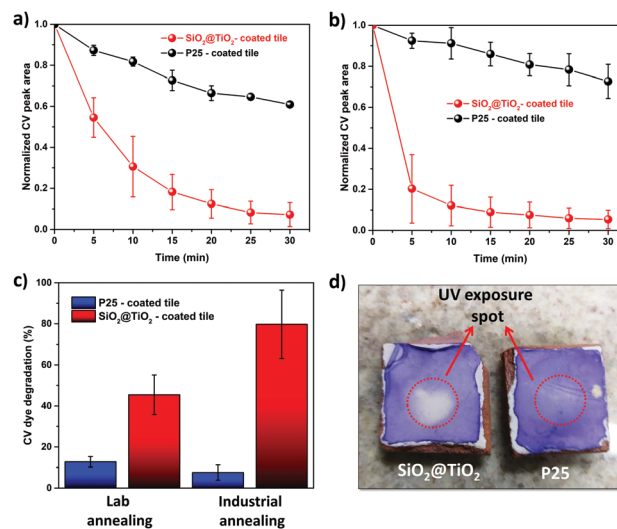 a)
1.0
0.8
0.6
0.4
0.2
0.0
Normalized CV peak area
SiO₂@TiO₂- coated tile
P25 - coated tile
0 5 10 15 20 25 30
Time (min)
b)
1.0
0.8
0.6
0.4
0.2
0.0
Normalized CV peak area
SiO₂@TiO₂- coated tile
P25 - coated tile
0 5 10 15 20 25 30
Time (min)
c)
100
80
60
40
20
0
CV dye degradation (%)
P25 - coated tile
SiO₂@TiO₂ - coated tile
Lab
annealing
Industrial
annealing
d)
UV exposure
spot
SiO₂@TiO₂
P25